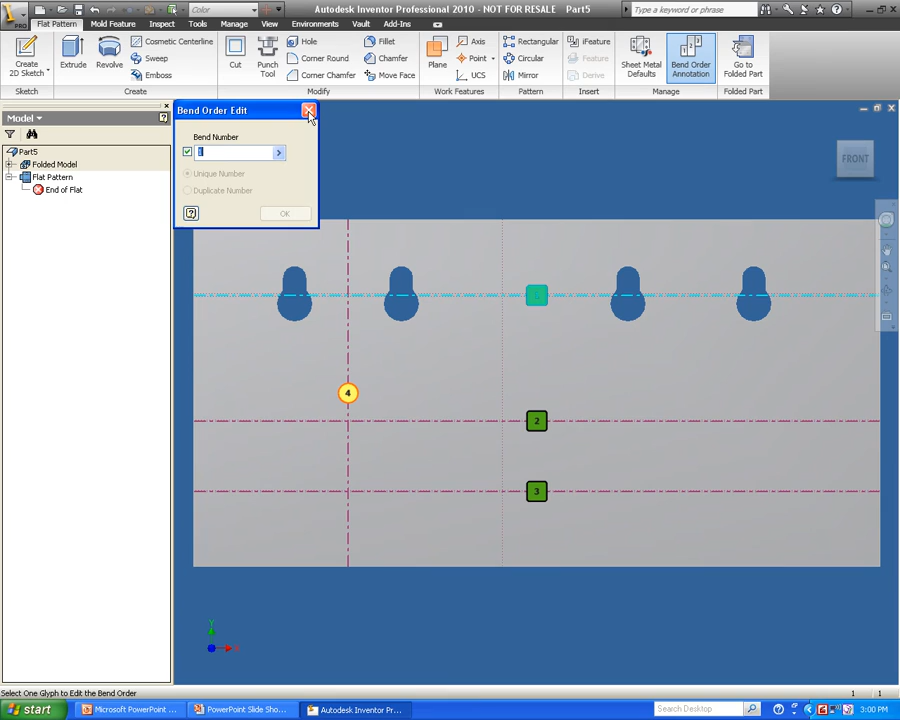 Color
Autodesk Inventor Professional 2010 - NOT FOR RESALE Part5
Type a keyword or phrase
PRO
Flat Pattern Mold Feature Inspect Tools Manage View Environments Vault Add-Ins
Create
2D Sketch
Extrude
Revolve
Cosmetic Centerline
Sweep
Emboss
Cut
Punch
Tool
Hole
Corner Round
Corner Chamfer
Fillet
Chamfer
Move Face
Plane
Axis
Point
UCS
Rectangular
Circular
Mirror
iFeature
Feature
Derive
Sheet Metal
Defaults
Bend Order
Annotation
Go to
Folded Part
Sketch Create Modify Work Features Pattern Insert Manage Folded Part
Model
Part5
Folded Model
Flat Pattern
End of Flat
Bend Order Edit
Bend Number
Unique Number
Duplicate Number
OK
FRONT
4
2
3
Select One Glyph to Edit the Bend Order
1 1
start
Microsoft PowerPoint ...
PowerPoint Slide Sho...
Autodesk Inventor Pr...
Search Desktop
3:00 PM